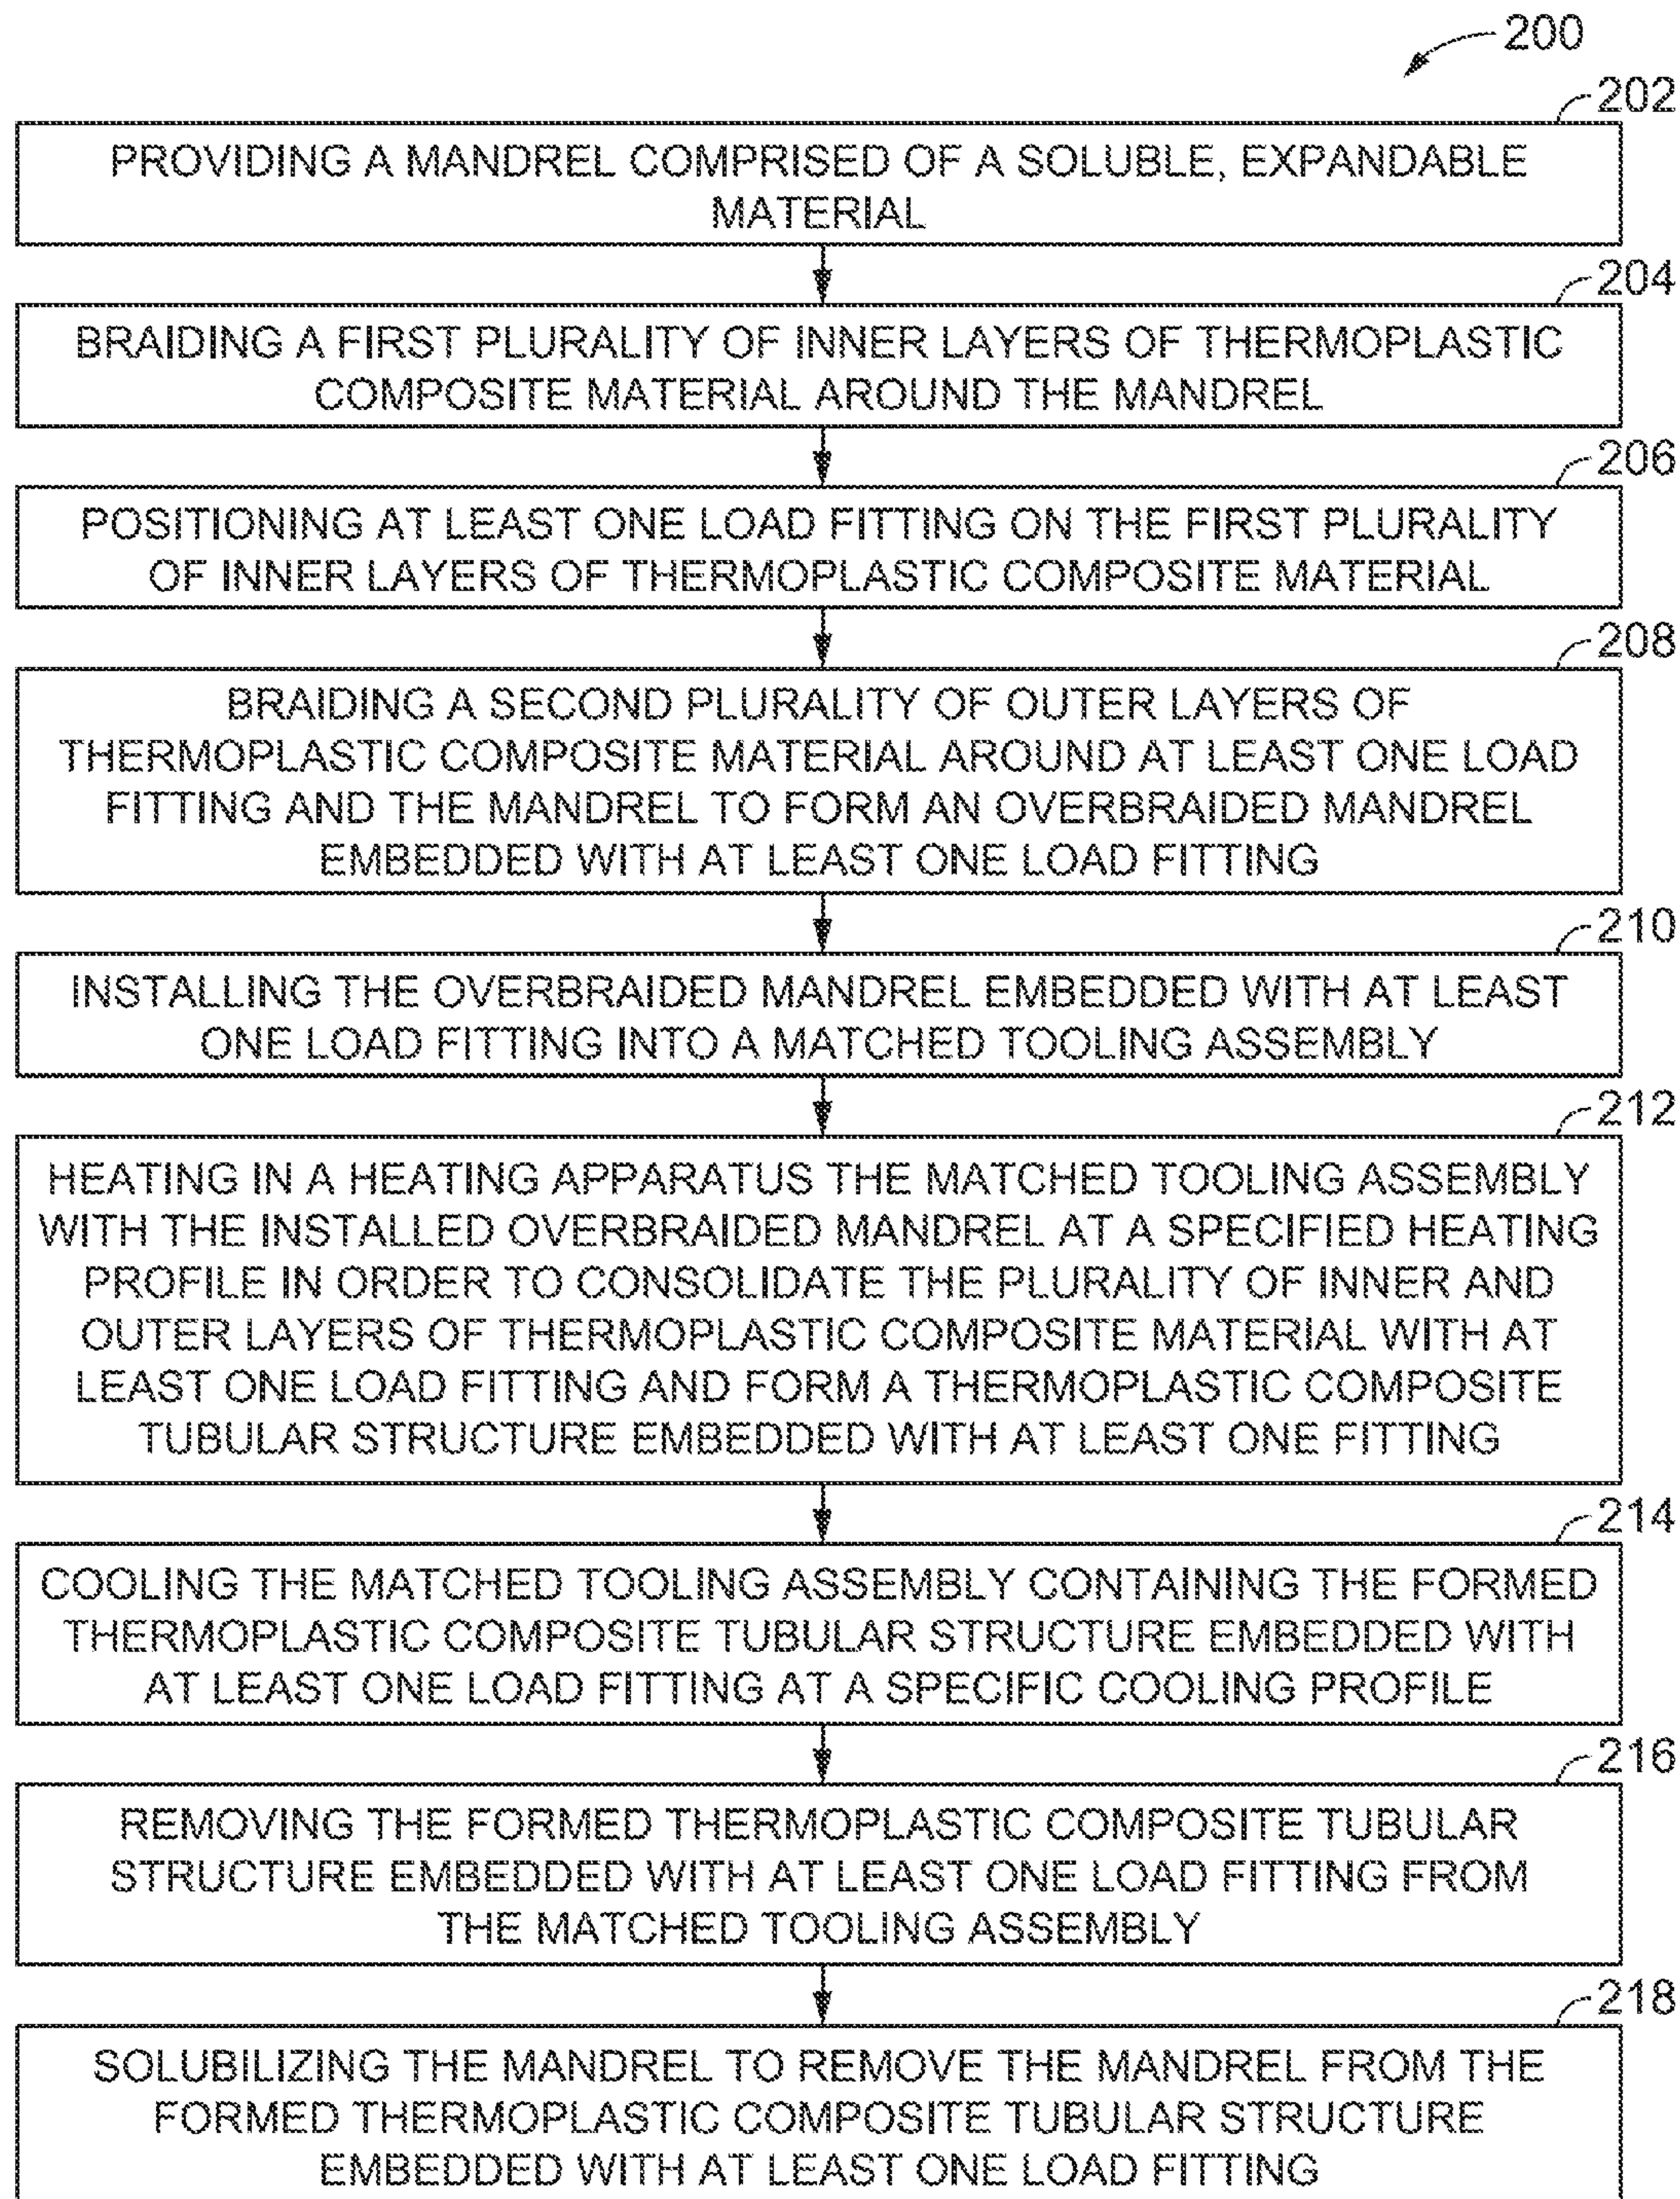 200
202
PROVIDING A MANDREL COMPRISED OF A SOLUBLE, EXPANDABLE
MATERIAL
204
BRAIDING A FIRST PLURALITY OF INNER LAYERS OF THERMOPLASTIC
COMPOSITE MATERIAL AROUND THE MANDREL
206
POSITIONING AT LEAST ONE LOAD FITTING ON THE FIRST PLURALITY
OF INNER LAYERS OF THERMOPLASTIC COMPOSITE MATERIAL
208
BRAIDING A SECOND PLURALITY OF OUTER LAYERS OF
THERMOPLASTIC COMPOSITE MATERIAL AROUND AT LEAST ONE LOAD
FITTING AND THE MANDREL TO FORM AN OVERBRAIDED MANDREL
EMBEDDED WITH AT LEAST ONE LOAD FITTING
210
INSTALLING THE OVERBRAIDED MANDREL EMBEDDED WITH AT LEAST
ONE LOAD FITTING INTO A MATCHED TOOLING ASSEMBLY
212
HEATING IN A HEATING APPARATUS THE MATCHED TOOLING ASSEMBLY
WITH THE INSTALLED OVERBRAIDED MANDREL AT A SPECIFIED HEATING
PROFILE IN ORDER TO CONSOLIDATE THE PLURALITY OF INNER AND
OUTER LAYERS OF THERMOPLASTIC COMPOSITE MATERIAL WITH AT
LEAST ONE LOAD FITTING AND FORM A THERMOPLASTIC COMPOSITE
TUBULAR STRUCTURE EMBEDDED WITH AT LEAST ONE FITTING
214
COOLING THE MATCHED TOOLING ASSEMBLY CONTAINING THE FORMED
THERMOPLASTIC COMPOSITE TUBULAR STRUCTURE EMBEDDED WITH
AT LEAST ONE LOAD FITTING AT A SPECIFIC COOLING PROFILE
216
REMOVING THE FORMED THERMOPLASTIC COMPOSITE TUBULAR
STRUCTURE EMBEDDED WITH AT LEAST ONE LOAD FITTING FROM
THE MATCHED TOOLING ASSEMBLY
218
SOLUBILIZING THE MANDREL TO REMOVE THE MANDREL FROM THE
FORMED THERMOPLASTIC COMPOSITE TUBULAR STRUCTURE
EMBEDDED WITH AT LEAST ONE LOAD FITTING